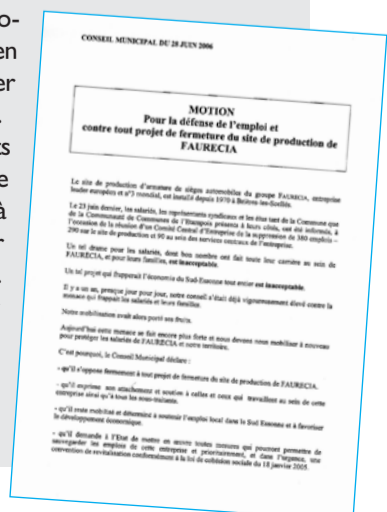 o-
en
er
.
ts
e
à
r
.
CONSEIL MUNICIPAL DU 28 JUIN 2006
MOTION
Pour la défense de l'emploi et
contre tout projet de fermeture du site de production de
FAURECIA
Le site de production d'armature de sièges automobiles du groupe FAURECIA, entreprise
leader européen et n°3 mondial, est installé depuis 1970 à
Le 23 juin dernier, les salariés, les représentants syndicaux et les élus tant de la Commune que
de la Communauté de Communes de l'Etampois présents à leurs côtés, ont été informés, à
l'occasion de la réunion d'un Comité Central d'Entreprise de la suppression de 380 emplois –
290 sur le site de production et 90 au sein des services centraux de l'entreprise.
Un tel drame pour les salariés, dont bon nombre ont fait toute leur carrière au sein de
FAURECIA, et pour leurs familles, est inacceptable.
Un tel projet qui frapperait l'économie du Sud-Essonne tout entier est inacceptable.
Il y a un an, presque jour pour jour, notre conseil s'était déjà vigoureusement élevé contre la
menace qui frappait les salariés et leurs familles.
Notre mobilisation avait alors porté ses fruits.
Aujourd'hui cette menace se fait encore plus forte et nous devons nous mobiliser à nouveau
pour protéger les salariés de FAURECIA et notre territoire.
C'est pourquoi, le Conseil Municipal déclare :
- qu'il s'oppose fermement à tout projet de fermeture du site de production de FAURECIA.
- qu'il exprime son attachement et soutien à celles et ceux qui travaillent au sein de cette
entreprise ainsi qu'à tous les sous-traitants.
- qu'il reste mobilisé et déterminé à soutenir l'emploi local dans le Sud Essonne et à favoriser
le développement économique.
- qu'il demande à l'Etat de mettre en œuvre toutes mesures qui pourront permettre de
sauvegarder les emplois de cette entreprise et prioritairement, et dans l'urgence, une
convention de revitalisation conformément à la loi de cohésion sociale du 18 janvier 2005.